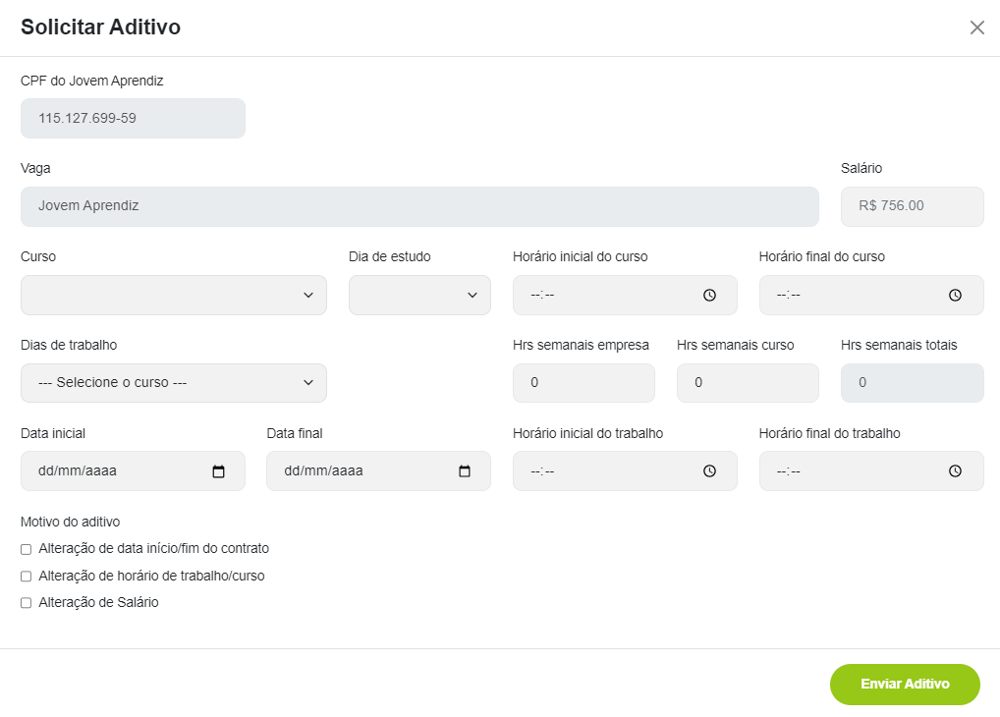 Solicitar Aditivo
CPF do Jovem Aprendiz
115.127.699-59
Vaga Salário
Jovem Aprendiz R$ 756.00
Curso Dia de estudo Horário inicial do curso Horário final do curso
--:-- --:--
Dias de trabalho Hrs semanais empresa Hrs semanais curso Hrs semanais totais
--- Selecione o curso --- 0 0 0
Data inicial Data final Horário inicial do trabalho Horário final do trabalho
dd/mm/aaaa dd/mm/aaaa --:-- --:--
Motivo do aditivo
Alteração de data início/fim do contrato
Alteração de horário de trabalho/curso
Alteração de Salário
Enviar Aditivo